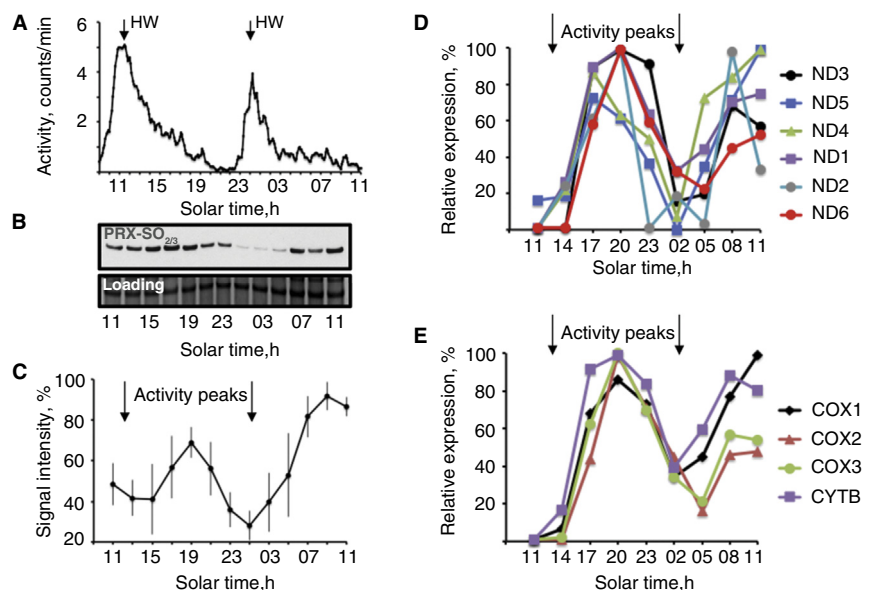 A
HW
HW
Activity, counts/min
6
4
2
11 15 19 23 03 07 11
Solar time,h
B
PRX-SO2/3
Loading
11 15 19 23 03 07 11
Solar time,h
C
Signal intensity, %
Activity peaks
100
80
60
40
20
11 15 19 23 03 07 11
Solar time,h
D
Activity peaks
Relative expression, %
100
80
60
40
20
11 14 17 20 23 02 05 08 11
Solar time,h
ND3
ND5
ND4
ND1
ND2
ND6
E
Activity peaks
Relative expression, %
100
80
60
40
20
11 14 17 20 23 02 05 08 11
Solar time,h
COX1
COX2
COX3
CYTB